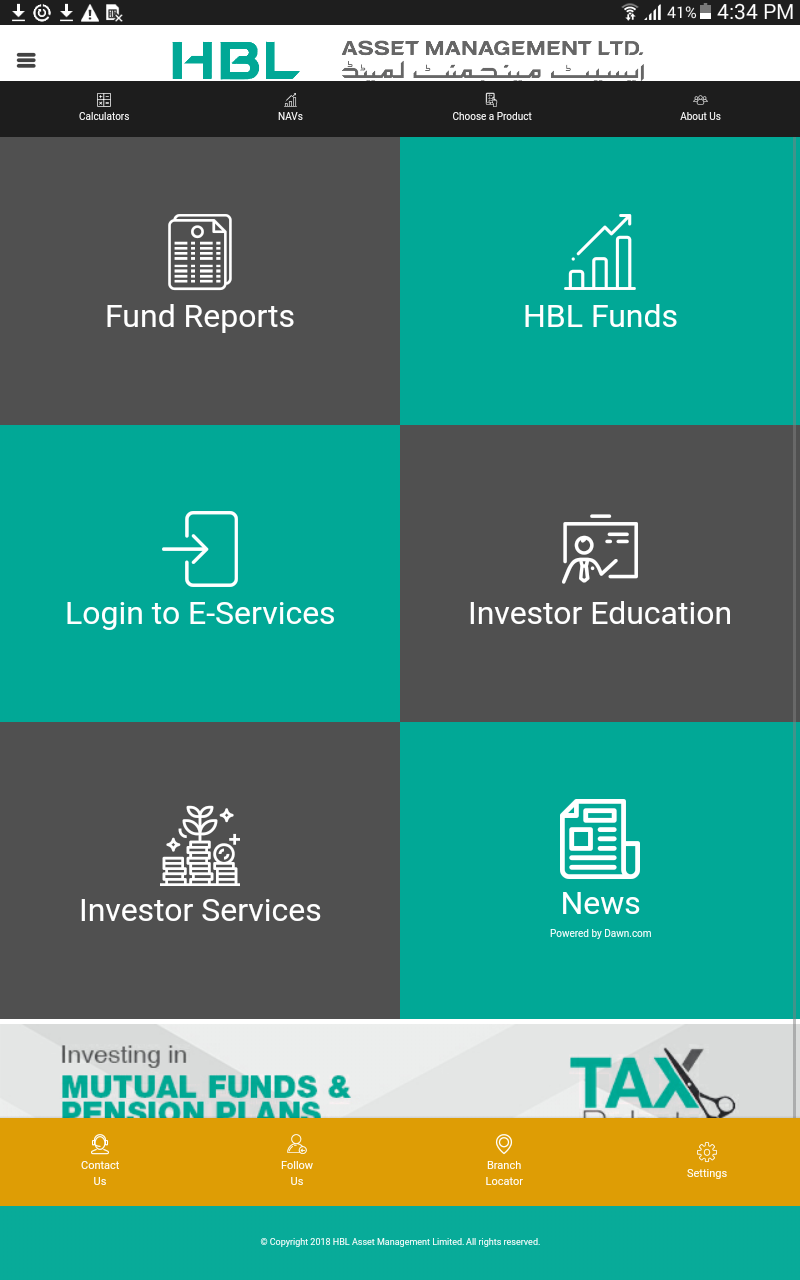 41% 4:34 PM
HBL ASSET MANAGEMENT LTD.
ایسیٹ مینجمنٹ لمیٹڈ
Calculators NAVs Choose a Product About Us
Fund Reports HBL Funds
Login to E-Services Investor Education
Investor Services News
Powered by Dawn.com
Investing in
MUTUAL FUNDS & TAX
PENSION PLANS
Contact Us
Follow Us
Branch Locator
Settings
© Copyright 2018 HBL Asset Management Limited. All rights reserved.